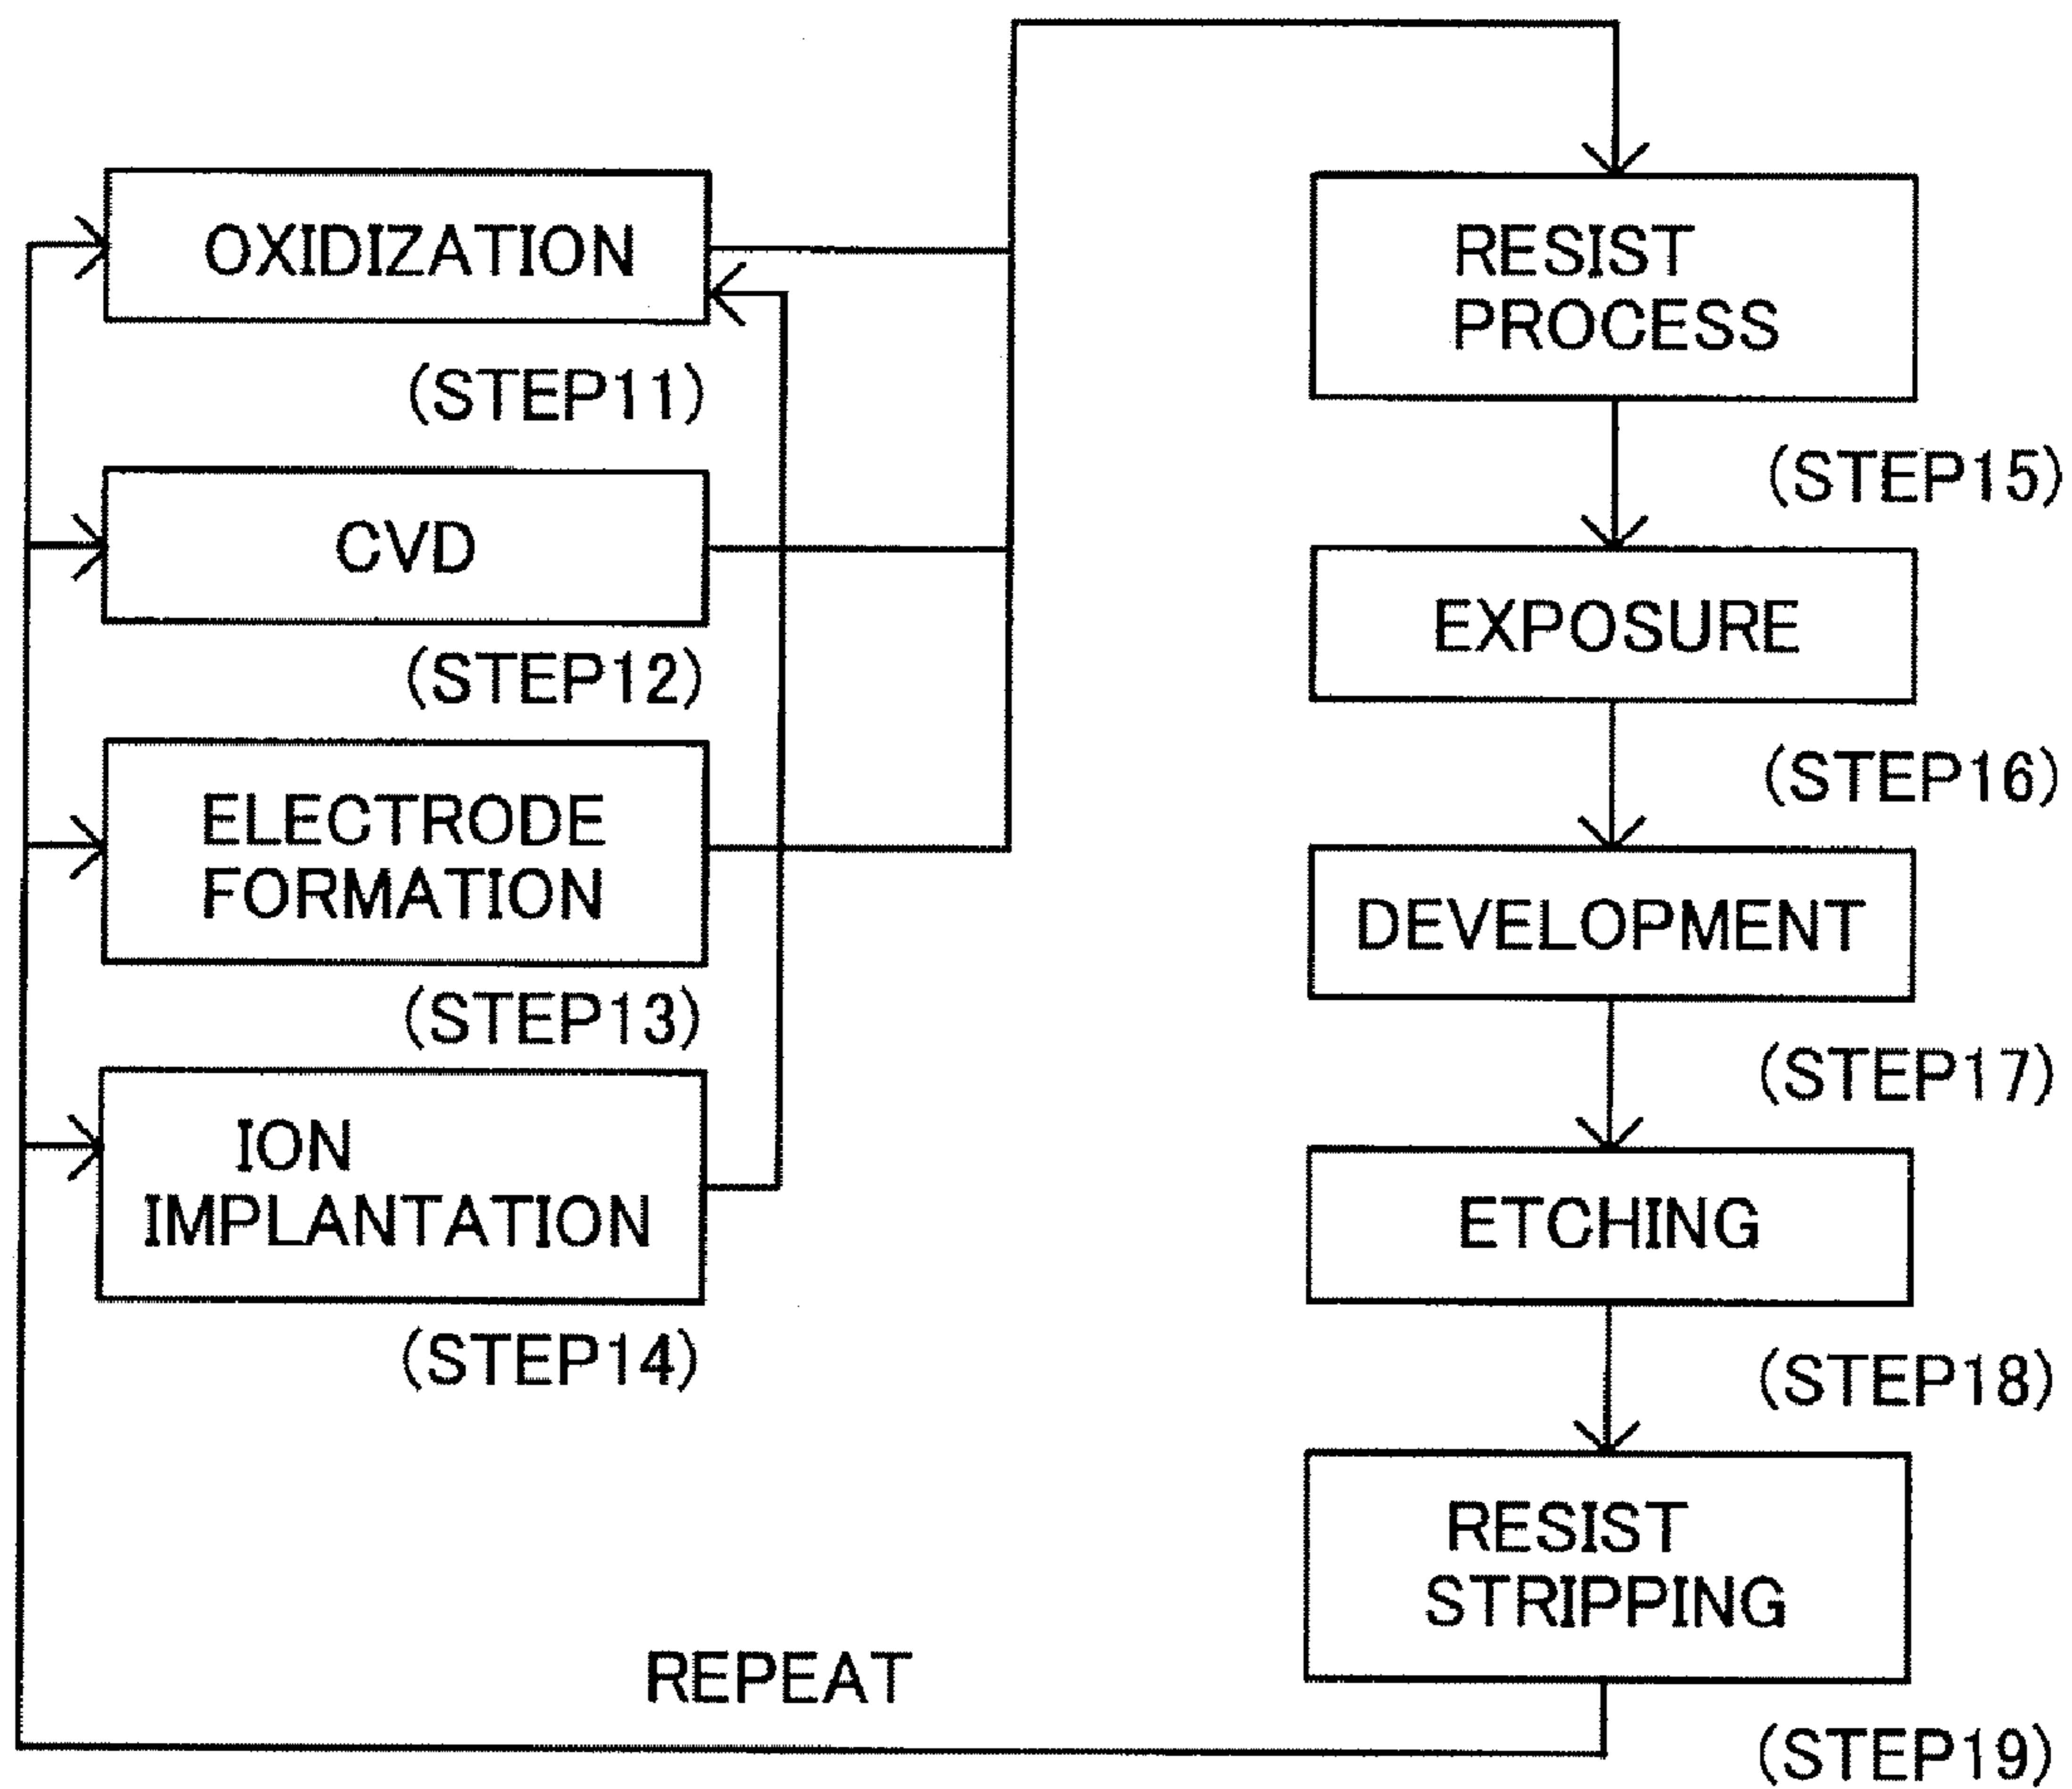 OXIDIZATION
(STEP11)
CVD
(STEP12)
ELECTRODE
FORMATION
(STEP13)
ION
IMPLANTATION
(STEP14)
RESIST
PROCESS
(STEP15)
EXPOSURE
(STEP16)
DEVELOPMENT
(STEP17)
ETCHING
(STEP18)
RESIST
STRIPPING
(STEP19)
REPEAT